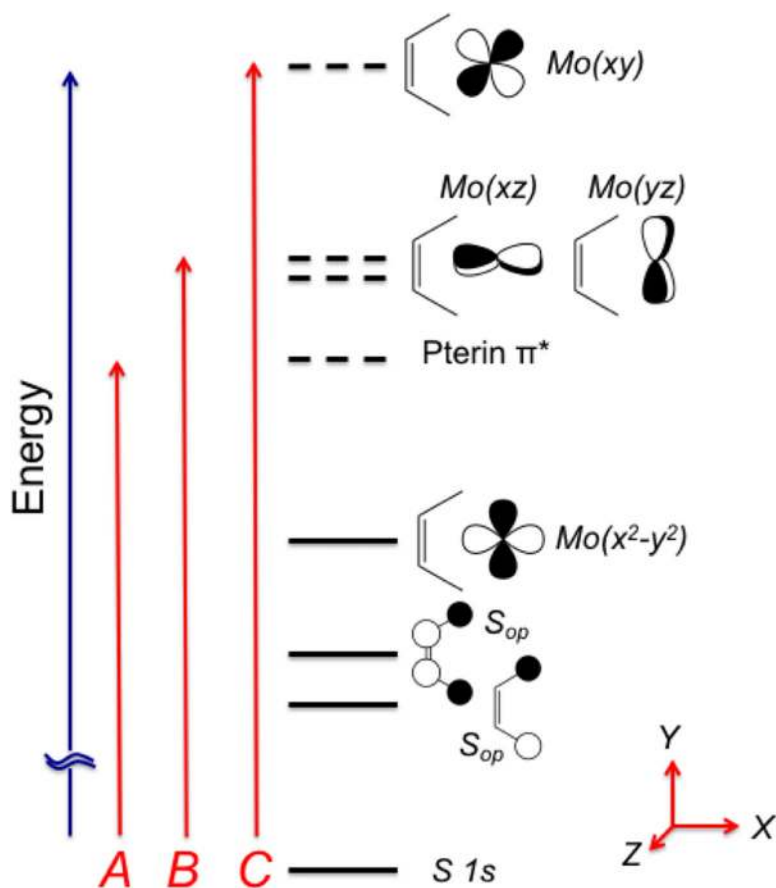 Mo(xy)
Mo(xz) Mo(yz)
Pterin π*
Energy
Mo(x²-y²)
Sₒₚ
Sₒₚ
Y
X
Z
A B C S 1s